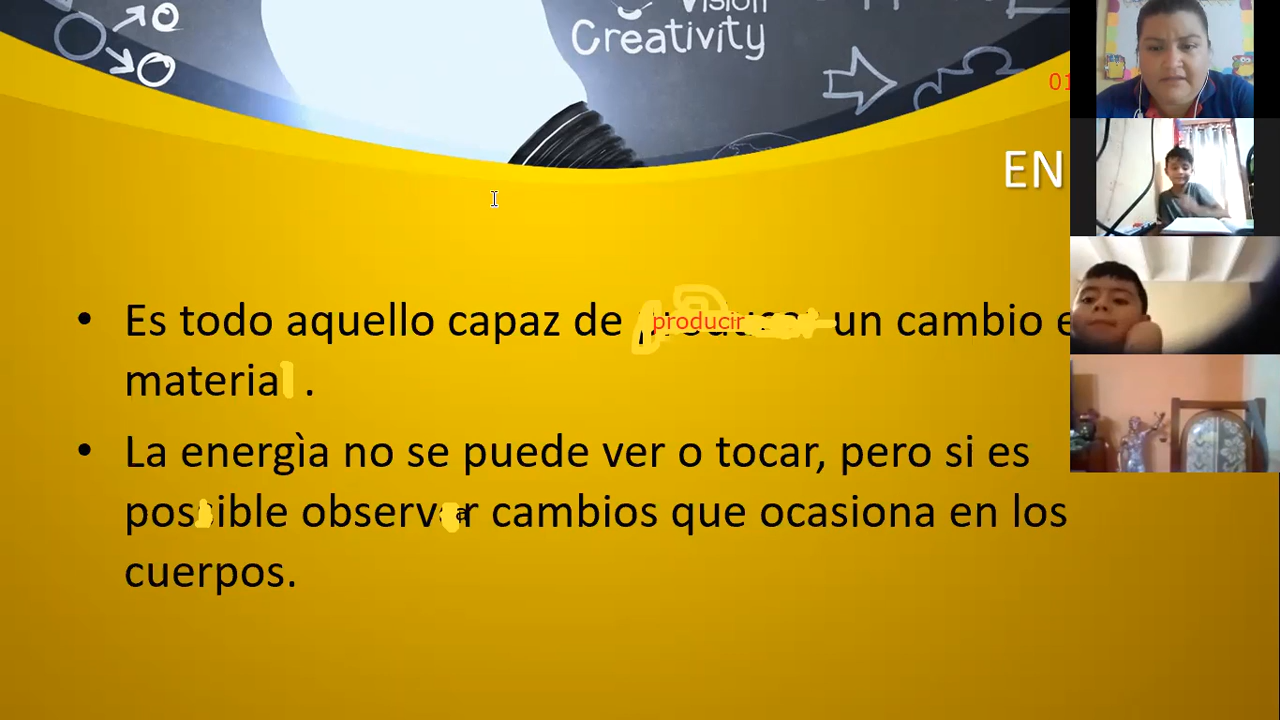 Vision
Creativity
01
EN
• Es todo aquello capaz de producir un cambio e
materia .
• La energìa no se puede ver o tocar, pero si es
posible observar cambios que ocasiona en los
cuerpos.